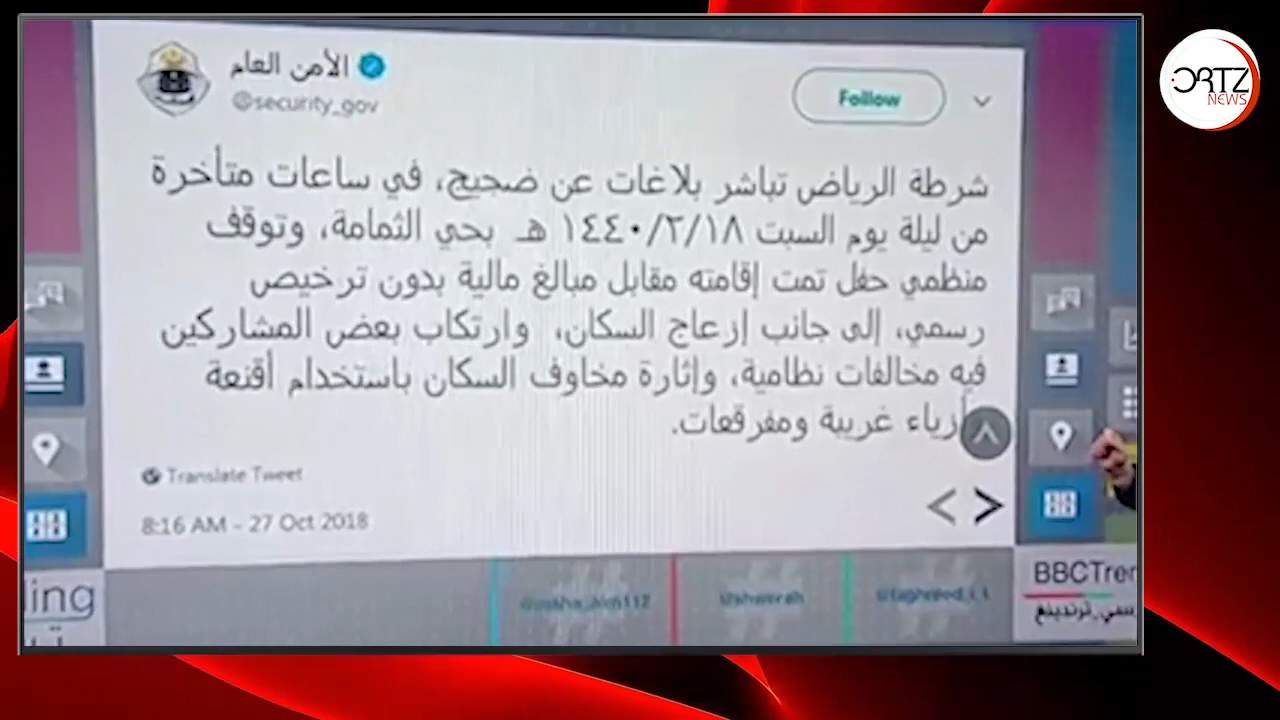 ORTZ
NEWS
الأمن العام
@security_gov
Follow
شرطة الرياض تباشر بلاغات عن ضجيج، في ساعات متأخرة
من ليلة يوم السبت ١٤٤٠/٢/١٨ هـ بحي الثمامة، وتوقف
منظمي حفل تمت إقامته مقابل مبالغ مالية بدون ترخيص
رسمي، إلى جانب إزعاج السكان، وارتكاب بعض المشاركين
فيه مخالفات نظامية، وإثارة مخاوف السكان باستخدام أقنعة
غريبة ومفرقعات.
Translate Tweet
8:16 AM - 27 Oct 2018
ling
BBCTren
سي_ترندينغ